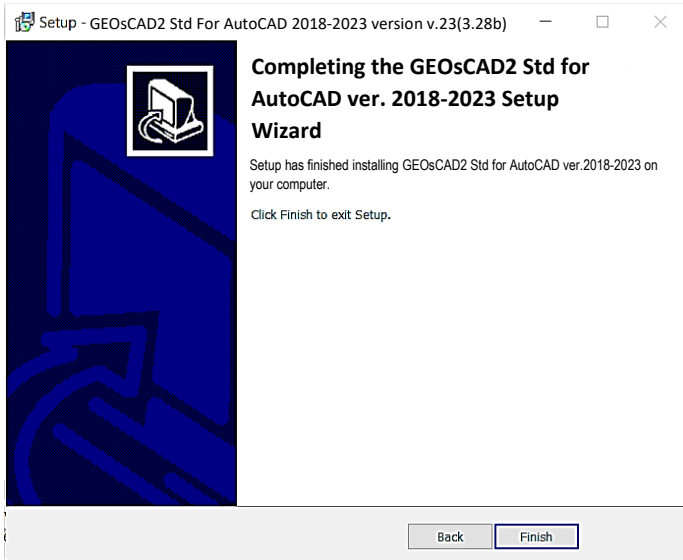 Setup - GEOsCAD2 Std For AutoCAD 2018-2023 version v.23(3.28b)
Completing the GEOsCAD2 Std for
AutoCAD ver. 2018-2023 Setup
Wizard
Setup has finished installing GEOsCAD2 Std for AutoCAD ver.2018-2023 on
your computer.
Click Finish to exit Setup.
Back
Finish